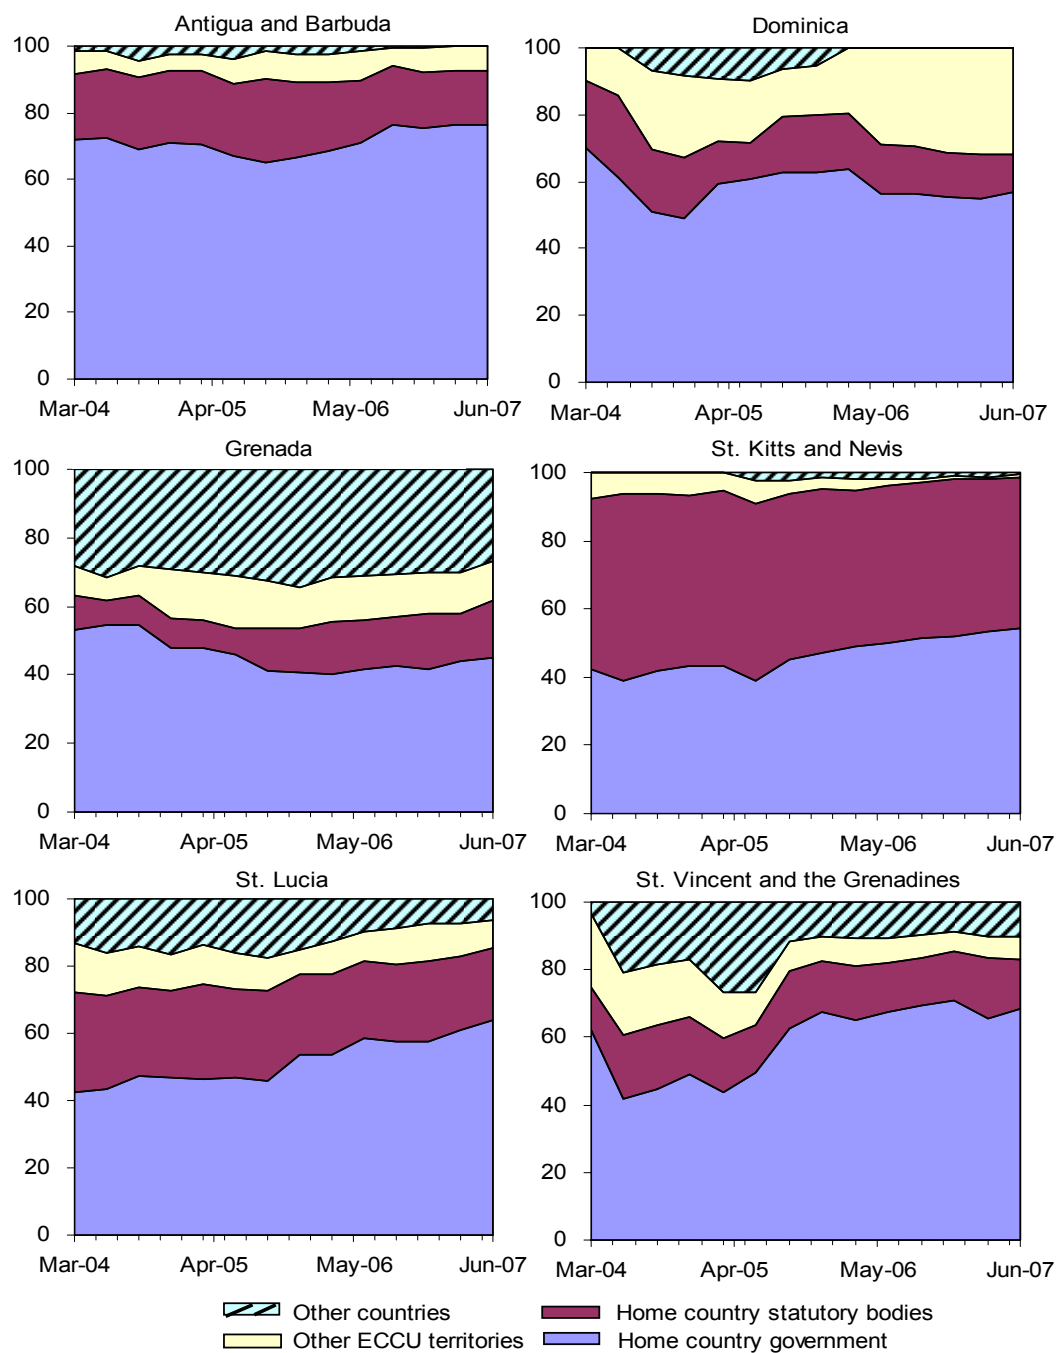 Antigua and Barbuda
100
80
60
40
20
0
Mar-04 Apr-05 May-06 Jun-07
Dominica
100
80
60
40
20
0
Mar-04 Apr-05 May-06 Jun-07
Grenada
100
80
60
40
20
0
Mar-04 Apr-05 May-06 Jun-07
St. Kitts and Nevis
100
80
60
40
20
0
Mar-04 Apr-05 May-06 Jun-07
St. Lucia
100
80
60
40
20
0
Mar-04 Apr-05 May-06 Jun-07
St. Vincent and the Grenadines
100
80
60
40
20
0
Mar-04 Apr-05 May-06 Jun-07
Other countries
Home country statutory bodies
Other ECCU territories
Home country government